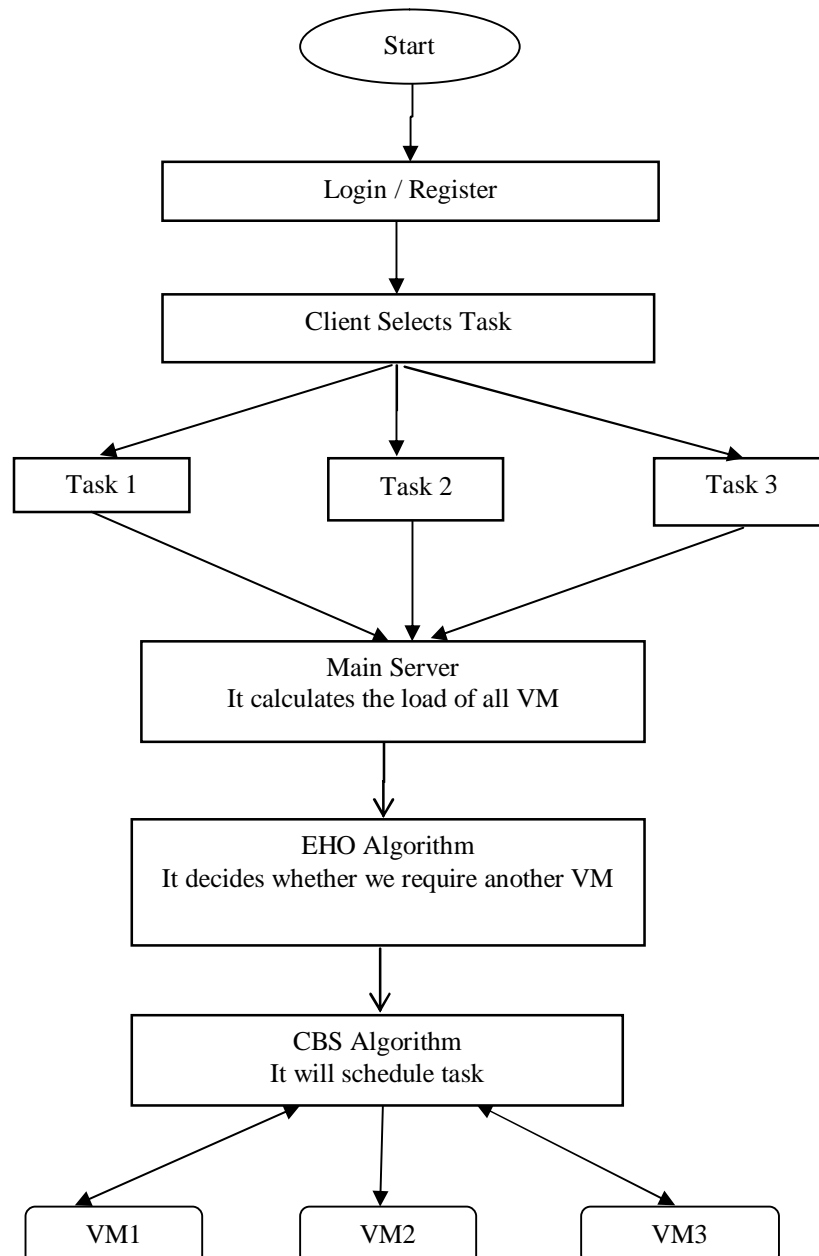 Start
Login / Register
Client Selects Task
Task 1
Task 2
Task 3
Main Server
It calculates the load of all VM
EHO Algorithm
It decides whether we require another VM
CBS Algorithm
It will schedule task
VM1
VM2
VM3